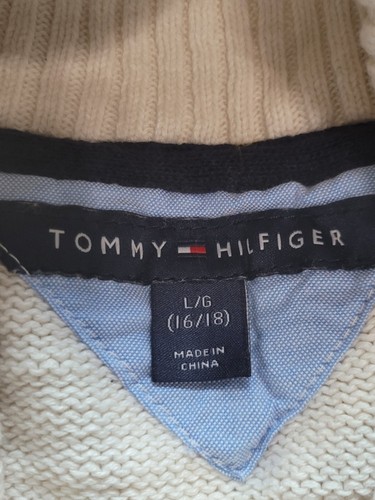 TOMMY HILFIGER
L/G
(16/18)
MADE IN
CHINA